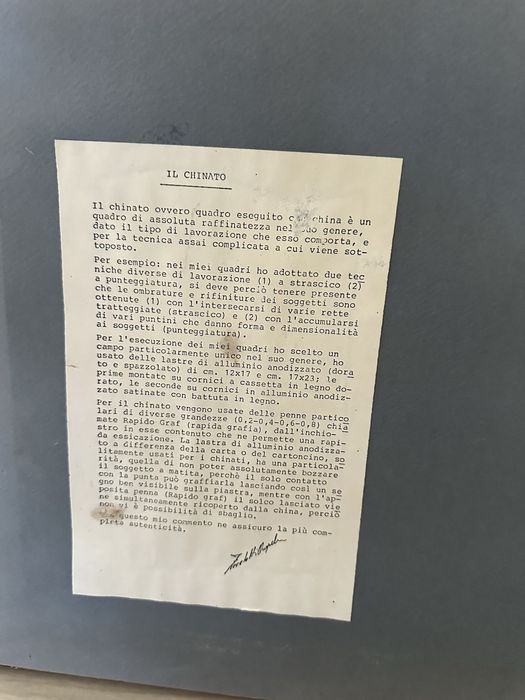 IL CHINATO
Il chinato ovvero quadro eseguito china è un
quadro di assoluta raffinatezza nel suo genere,
dato il tipo di lavorazione che esso comporta, e
per la tecnica assai complicata a cui viene sot-
toposto.
Per esempio: nei miei quadri ho adottato due tec
niche diverse di lavorazione (1) a strascico (2)
a punteggiatura, si deve perciò tenere presente
che le ombrature e rifiniture dei soggetti sono
ottenute (1) con l'intersecarsi di varie rette
tratteggiate (strascico) e (2) con l'accumularsi
di vari puntini che danno forma e dimensionalità
ai soggetti (punteggiatura).
Per l'esecuzione dei miei quadri ho scelto un
campo particolarmente unico nel suo genere, ho
usato delle lastre di alluminio anodizzato (dora
to e spazzolato) di cm. 12x17 e cm. 17x23; le
prime montate su cornici a cassetta in legno do-
rato, le seconde su cornici in alluminio anodiz-
zato satinate con battuta in legno.
Per il chinato vengono usate delle penne partico
lari di diverse grandezze (0,2-0,4-0,6-0,8) chia
mate Rapido Graf (rapida grafia), dall'inchio-
stro in esse contenuto che ne permette una rapi-
da essicazione. La lastra di alluminio anodizza-
to a differenza della carta o del cartoncino, so
litamente usati per i chinati, ha una particola
rità, quella di non poter assolutamente bozzare
il soggetto a matita, perchè il solo contatto
con la punta può graffiarla lasciando così un se
gno ben visibile sulla piastra, mentre con l'ap-
posita penna (Rapido Graf) il solco lasciato vie
ne simultaneamente ricoperto dalla china, perciò
non vi è possibilità di sbaglio.
questo mio commento ne assicuro la più com-
pleta autenticità.